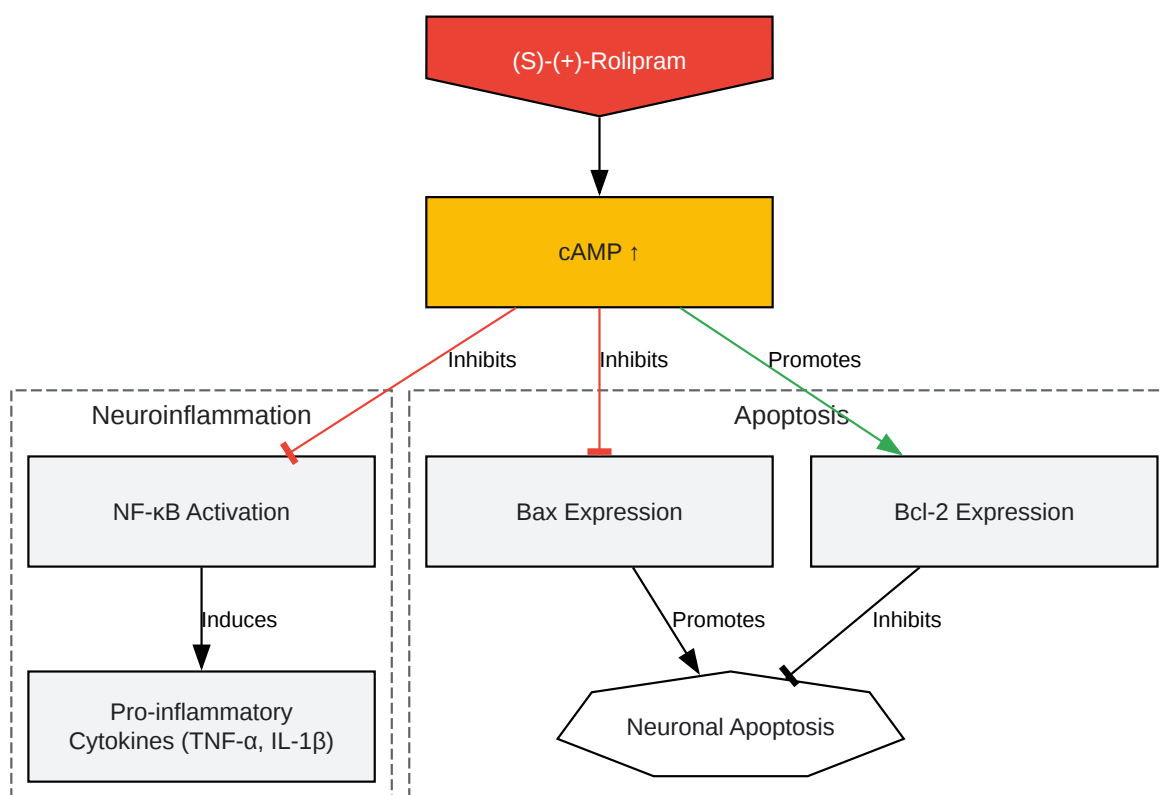 (S)-(+)-Rolipram
cAMP ↑
Inhibits
Inhibits
Promotes
Neuroinflammation
Apoptosis
NF-κB Activation
Bax Expression
Bcl-2 Expression
Induces
Promotes
Inhibits
Pro-inflammatory
Cytokines (TNF-α, IL-1β)
Neuronal Apoptosis